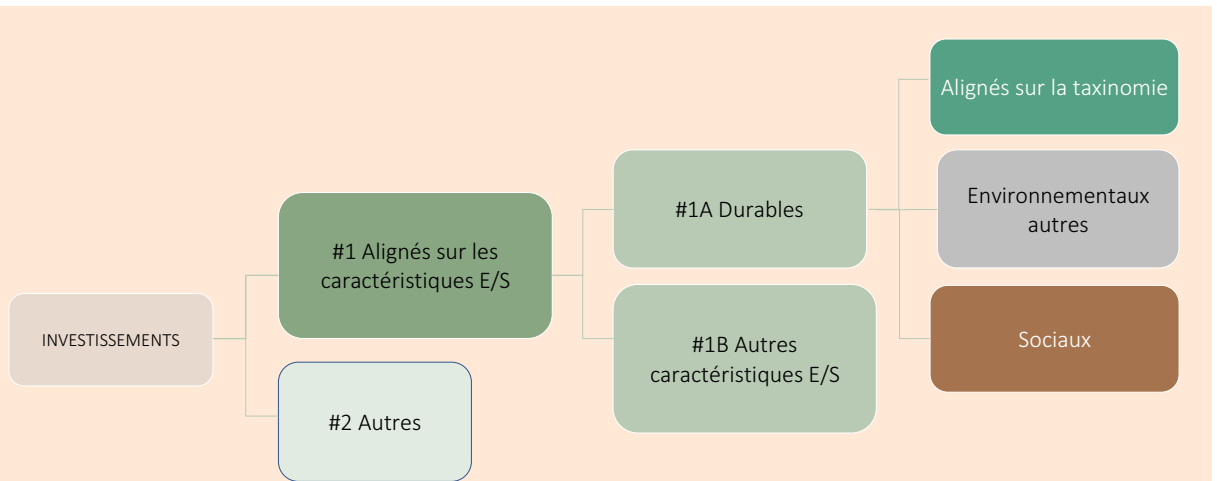 INVESTISSEMENTS
#1 Alignés sur les
caractéristiques E/S
#2 Autres
#1A Durables
#1B Autres
caractéristiques E/S
Alignés sur la taxinomie
Environnementaux
autres
Sociaux